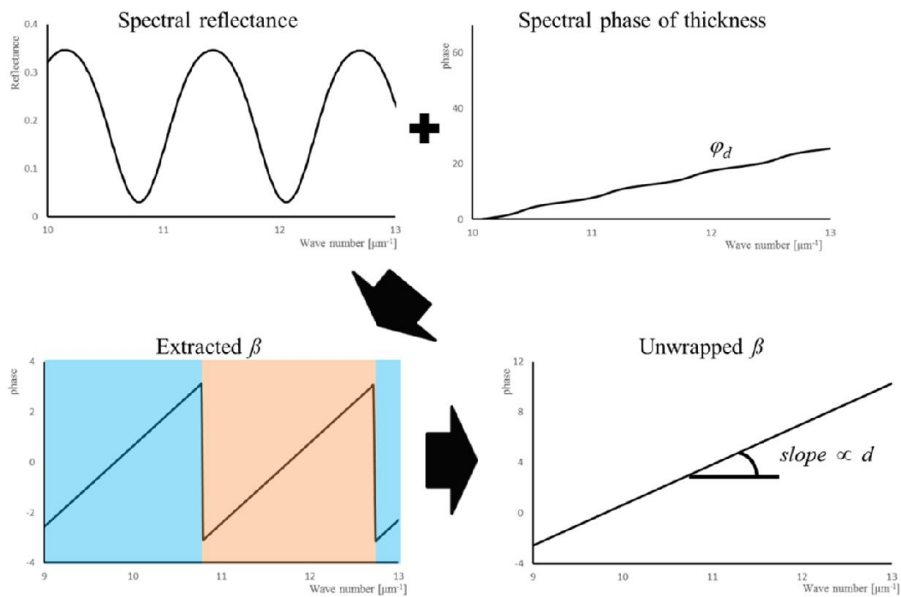 Spectral reflectance
Reflectance
0.4
0.3
0.2
0.1
0
10
11
12
13
Wave number [μm⁻¹]
Spectral phase of thickness
phase
60
40
20
0
φd
10
11
12
13
Wave number [μm⁻¹]
Extracted β
phase
4
2
0
-2
-4
9
10
11
12
13
Wave number [μm⁻¹]
Unwrapped β
phase
12
8
4
0
-4
slope ∝ d
9
10
11
12
13
Wave number [μm⁻¹]